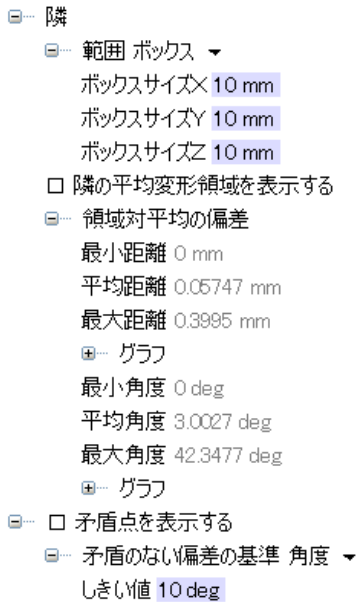 隣
範囲 ボックス
ボックスサイズX 10 mm
ボックスサイズY 10 mm
ボックスサイズZ 10 mm
隣の平均変形領域を表示する
領域対平均の偏差
最小距離 0 mm
平均距離 0.05747 mm
最大距離 0.3995 mm
グラフ
最小角度 0 deg
平均角度 3.0027 deg
最大角度 42.3477 deg
グラフ
矛盾点を表示する
矛盾のない偏差の基準 角度
しきい値 10 deg